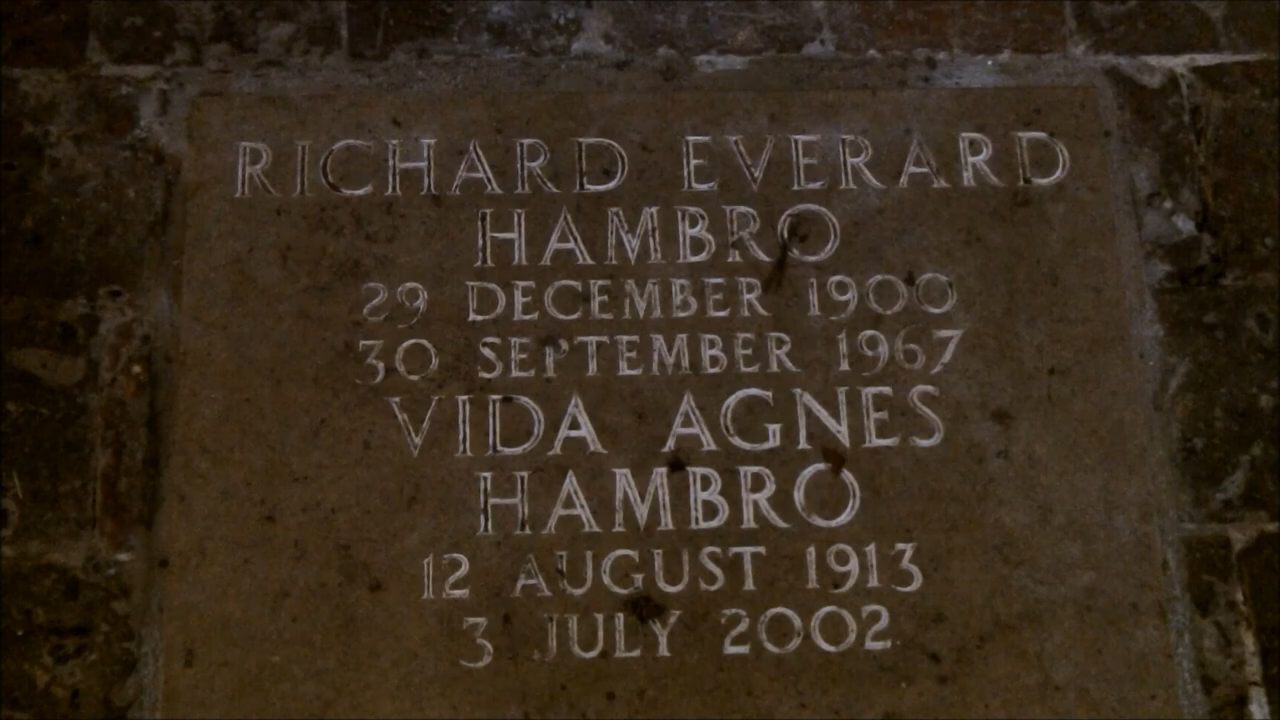 RICHARD EVERARD
HAMBRO
29 DECEMBER 1900
30 SEPTEMBER 1967
VIDA AGNES
HAMBRO
12 AUGUST 1913
3 JULY 2002